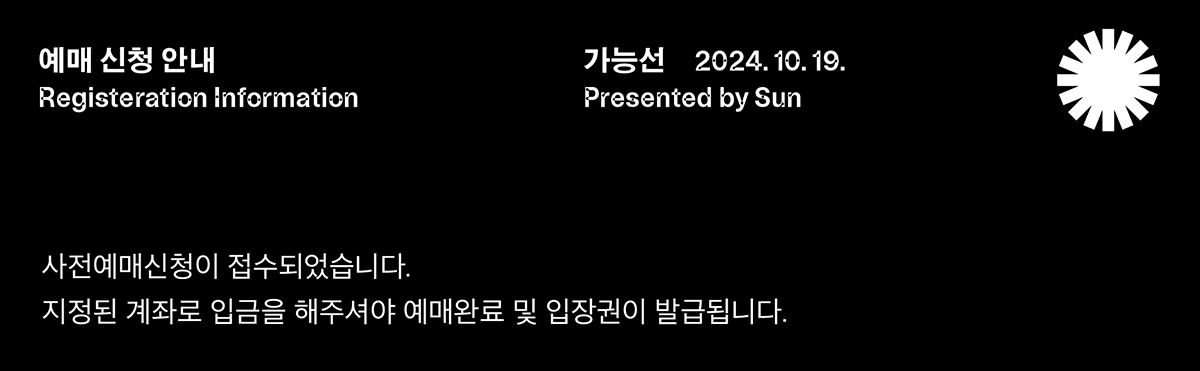 예매 신청 안내
Registeration Information
가능선 2024. 10. 19.
Presented by Sun
사전예매신청이 접수되었습니다.
지정된 계좌로 입금을 해주셔야 예매완료 및 입장권이 발급됩니다.